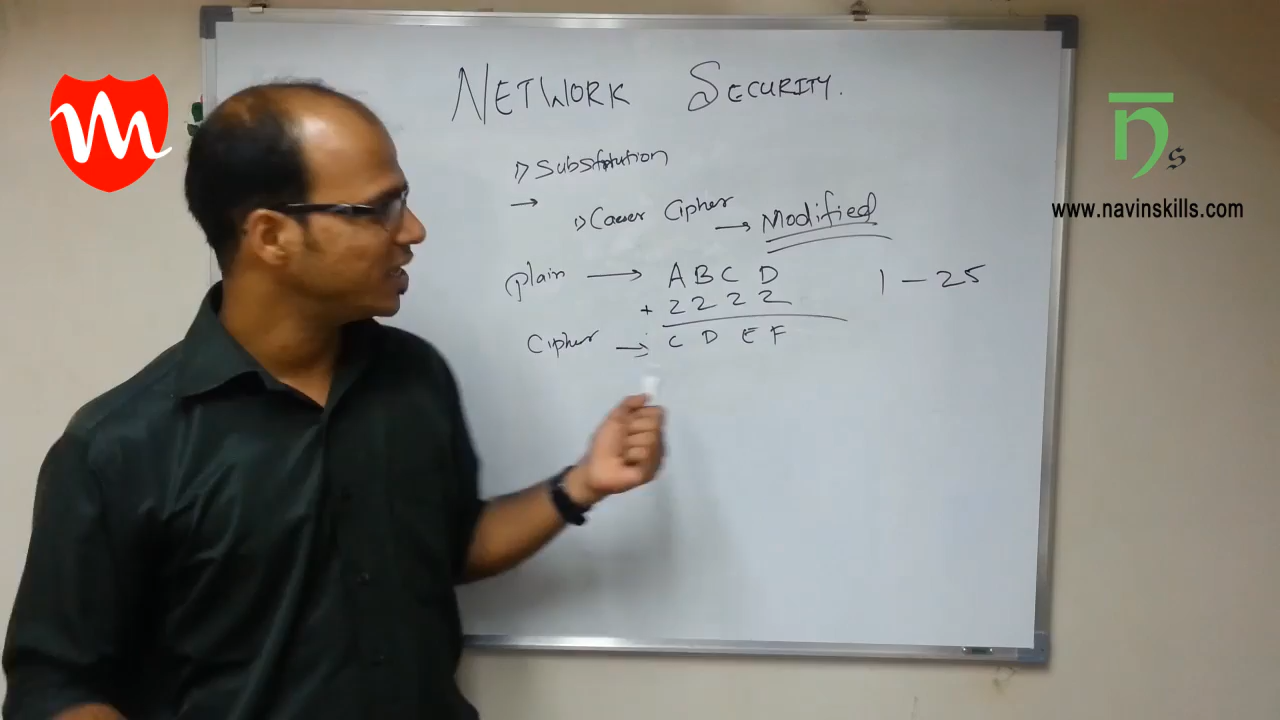 NETWORK SECURITY.
1) Substitution
→
1) Caeser Cipher → Modified
Plain → A B C D 1 - 25
+ 2 2 2 2
Cipher → C D E F
n s
www.navinskills.com